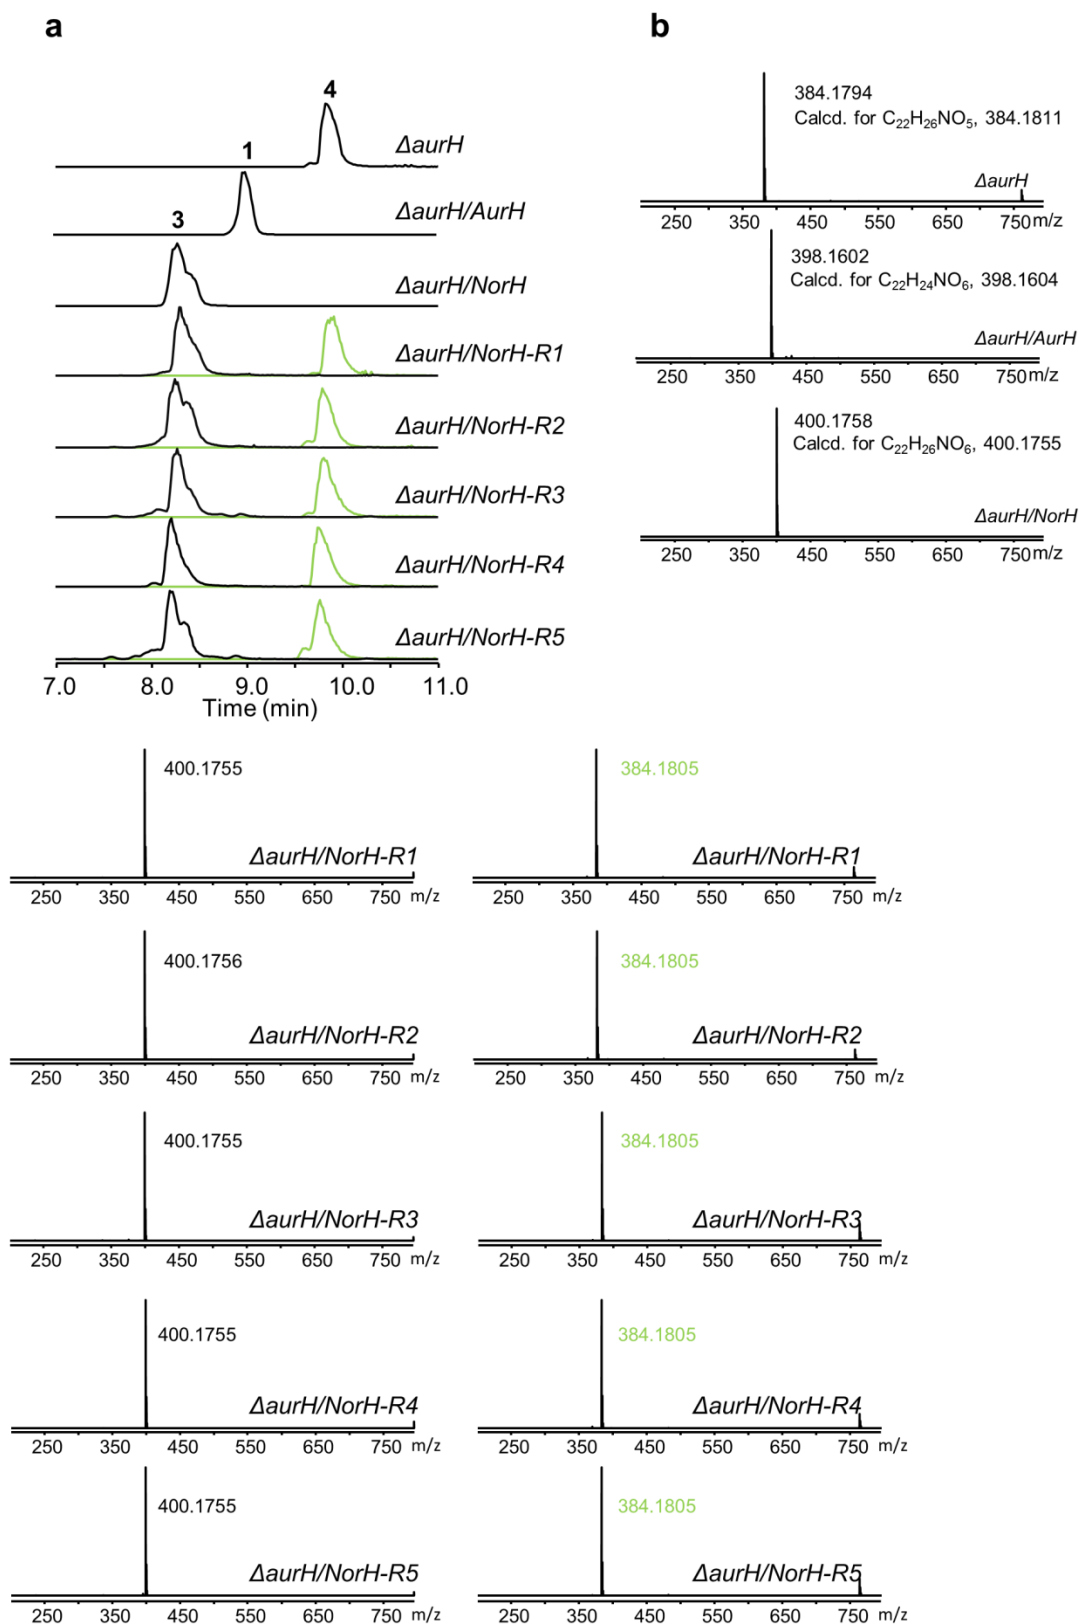 a
4
ΔaurH
1
ΔaurH/AurH
3
ΔaurH/NorH
ΔaurH/NorH-R1
ΔaurH/NorH-R2
ΔaurH/NorH-R3
ΔaurH/NorH-R4
ΔaurH/NorH-R5
7.0 8.0 9.0 10.0 11.0
Time (min)
b
384.1794
Calcd. for C₂₂H₂₆NO₅, 384.1811
ΔaurH
250 350 450 550 650 750 m/z
398.1602
Calcd. for C₂₂H₂₄NO₆, 398.1604
ΔaurH/AurH
250 350 450 550 650 750 m/z
400.1758
Calcd. for C₂₂H₂₆NO₆, 400.1755
ΔaurH/NorH
250 350 450 550 650 750 m/z
400.1755
ΔaurH/NorH-R1
250 350 450 550 650 750 m/z
384.1805
ΔaurH/NorH-R1
250 350 450 550 650 750 m/z
400.1756
ΔaurH/NorH-R2
250 350 450 550 650 750 m/z
384.1805
ΔaurH/NorH-R2
250 350 450 550 650 750 m/z
400.1755
ΔaurH/NorH-R3
250 350 450 550 650 750 m/z
384.1805
ΔaurH/NorH-R3
250 350 450 550 650 750 m/z
400.1755
ΔaurH/NorH-R4
250 350 450 550 650 750 m/z
384.1805
ΔaurH/NorH-R4
250 350 450 550 650 750 m/z
400.1755
ΔaurH/NorH-R5
250 350 450 550 650 750 m/z
384.1805
ΔaurH/NorH-R5
250 350 450 550 650 750 m/z